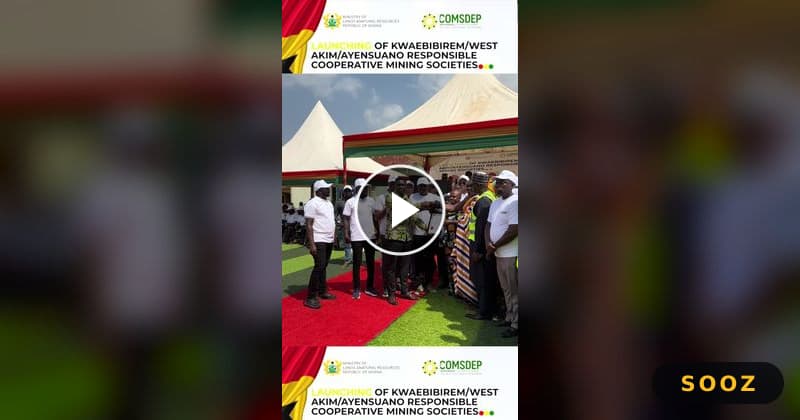 MINISTRY OF
LANDS & NATURAL RESOURCES
REPUBLIC OF GHANA
COMSDEP
LAUNCHING OF KWAEBIBIREM/WEST
AKIM/AYENSUANO RESPONSIBLE
COOPERATIVE MINING SOCIETIES
OF KWAEBIBIREM
MINISTRY OF
LANDS & NATURAL RESOURCES
REPUBLIC OF GHANA
COMSDEP
LAUNCHING OF KWAEBIBIREM/WEST
AKIM/AYENSUANO RESPONSIBLE
COOPERATIVE MINING SOCIETIES
SOOZ